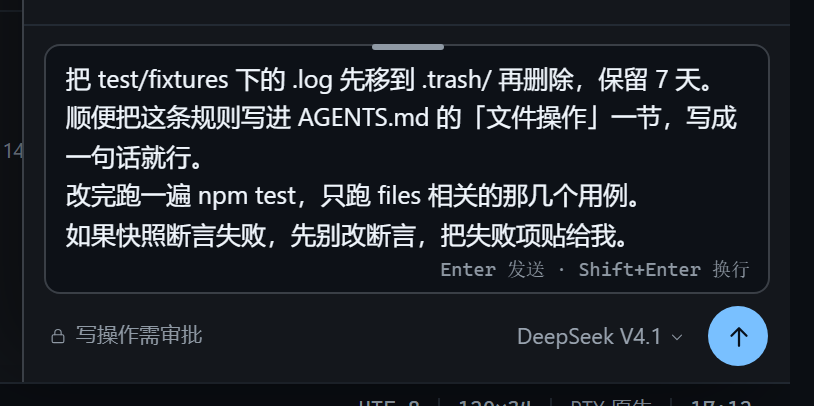 把 test/fixtures 下的 .log 先移到 .trash/ 再删除，保留 7 天。
顺便把这条规则写进 AGENTS.md 的「文件操作」一节，写成
一句话就行。
14
改完跑一遍 npm test，只跑 files 相关的那几个用例。
如果快照断言失败，先别改断言，把失败项贴给我。
Enter 发送 · Shift+Enter 换行
写操作需审批
DeepSeek V4.1